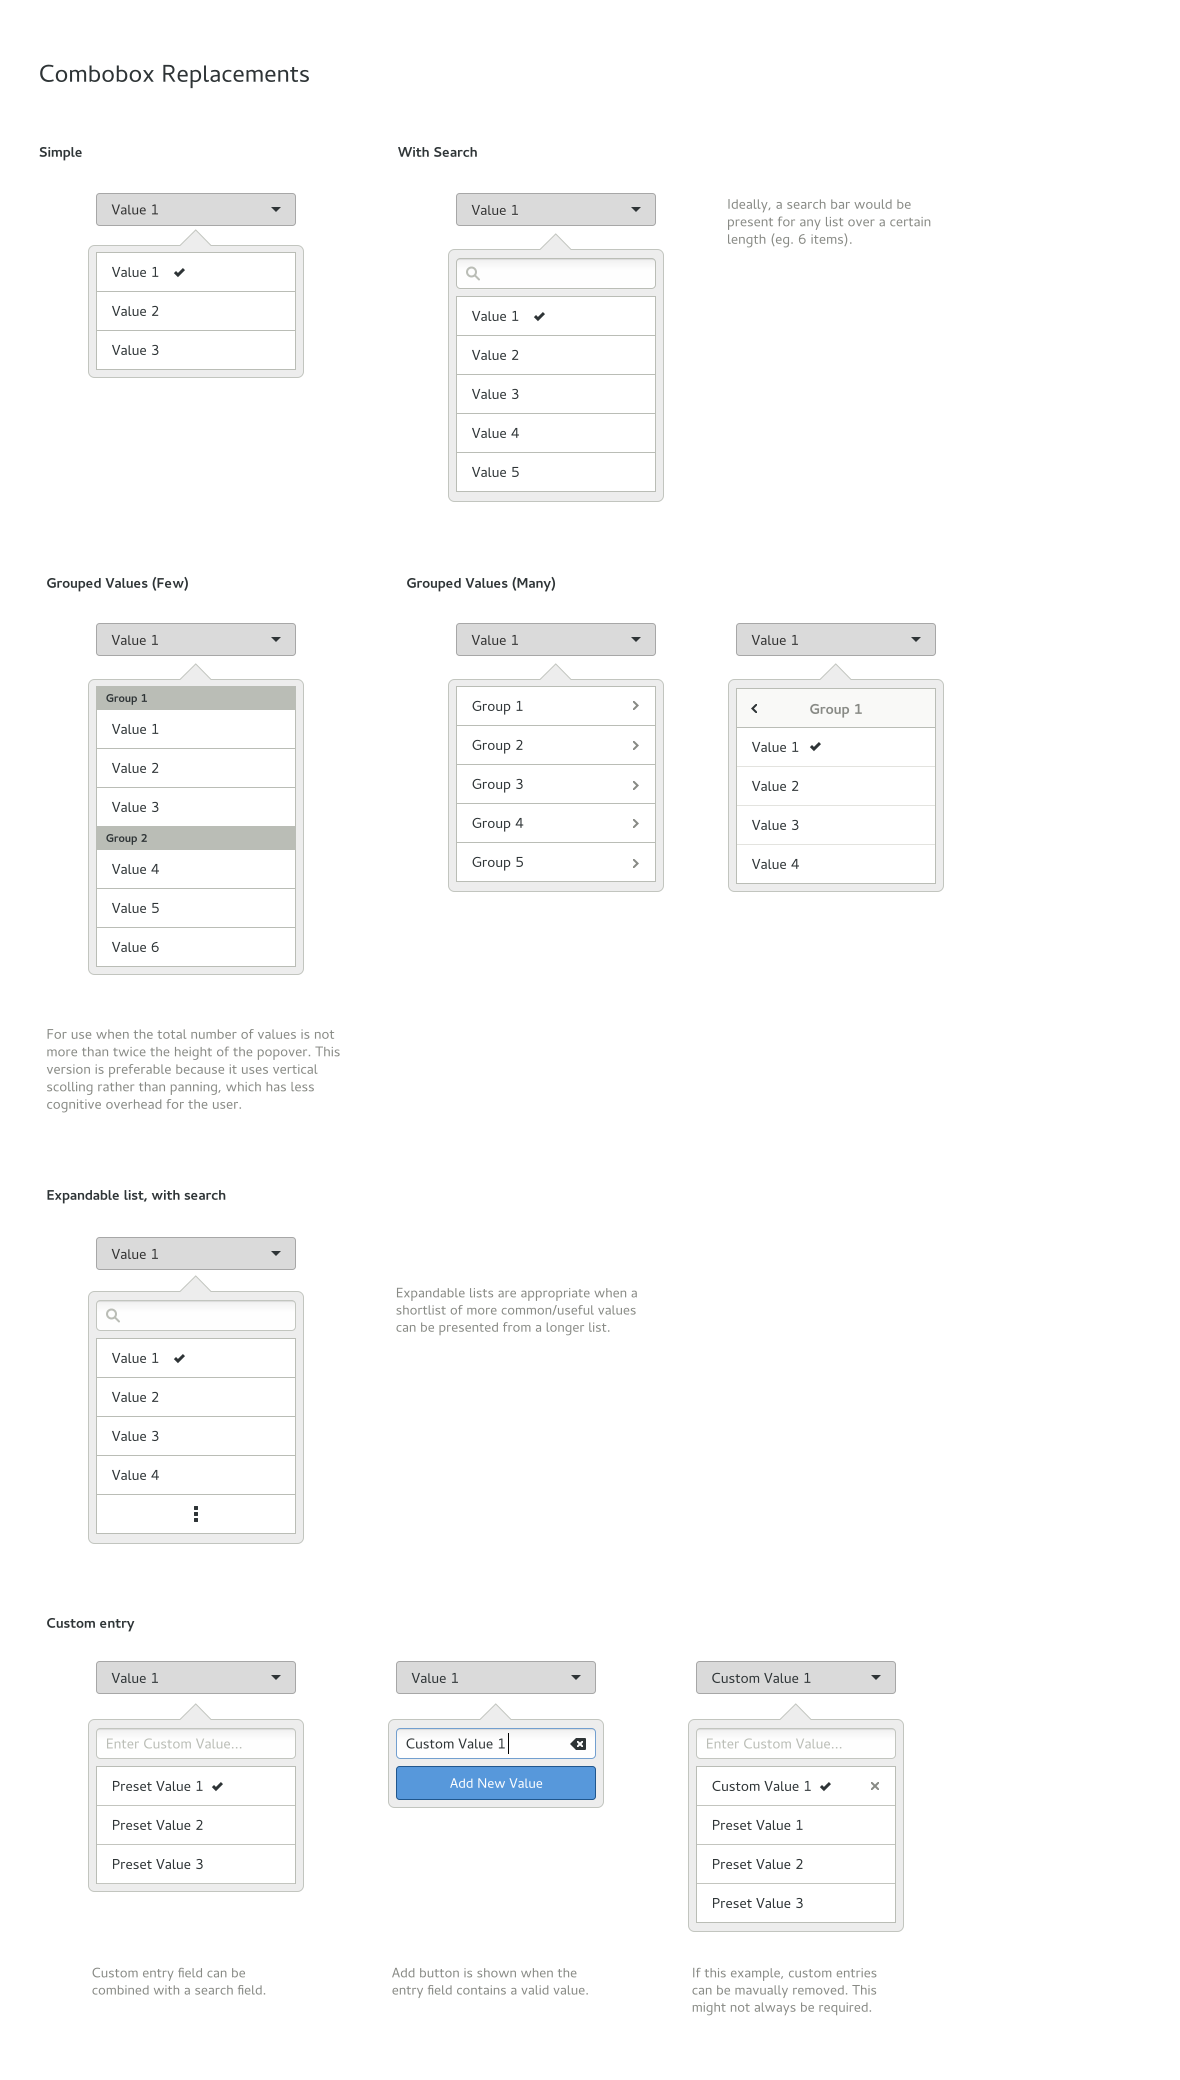 Combobox Replacements
Simple
Value 1
Value 1
Value 2
Value 3
With Search
Value 1
Value 1
Value 2
Value 3
Value 4
Value 5
Ideally, a search bar would be
present for any list over a certain
length (eg. 6 items).
Grouped Values (Few)
Value 1
Group 1
Value 1
Value 2
Value 3
Group 2
Value 4
Value 5
Value 6
For use when the total number of values is not
more than twice the height of the popover. This
version is preferable because it uses vertical
scolling rather than panning, which has less
cognitive overhead for the user.
Grouped Values (Many)
Value 1
Group 1
Group 2
Group 3
Group 4
Group 5
Value 1
Group 1
Value 1
Value 2
Value 3
Value 4
Expandable list, with search
Value 1
Value 1
Value 2
Value 3
Value 4
Expandable lists are appropriate when a
shortlist of more common/useful values
can be presented from a longer list.
Custom entry
Value 1
Enter Custom Value...
Preset Value 1
Preset Value 2
Preset Value 3
Custom entry field can be
combined with a search field.
Value 1
Custom Value 1
Add New Value
Add button is shown when the
entry field contains a valid value.
Custom Value 1
Enter Custom Value...
Custom Value 1
Preset Value 1
Preset Value 2
Preset Value 3
If this example, custom entries
can be mavually removed. This
might not always be required.